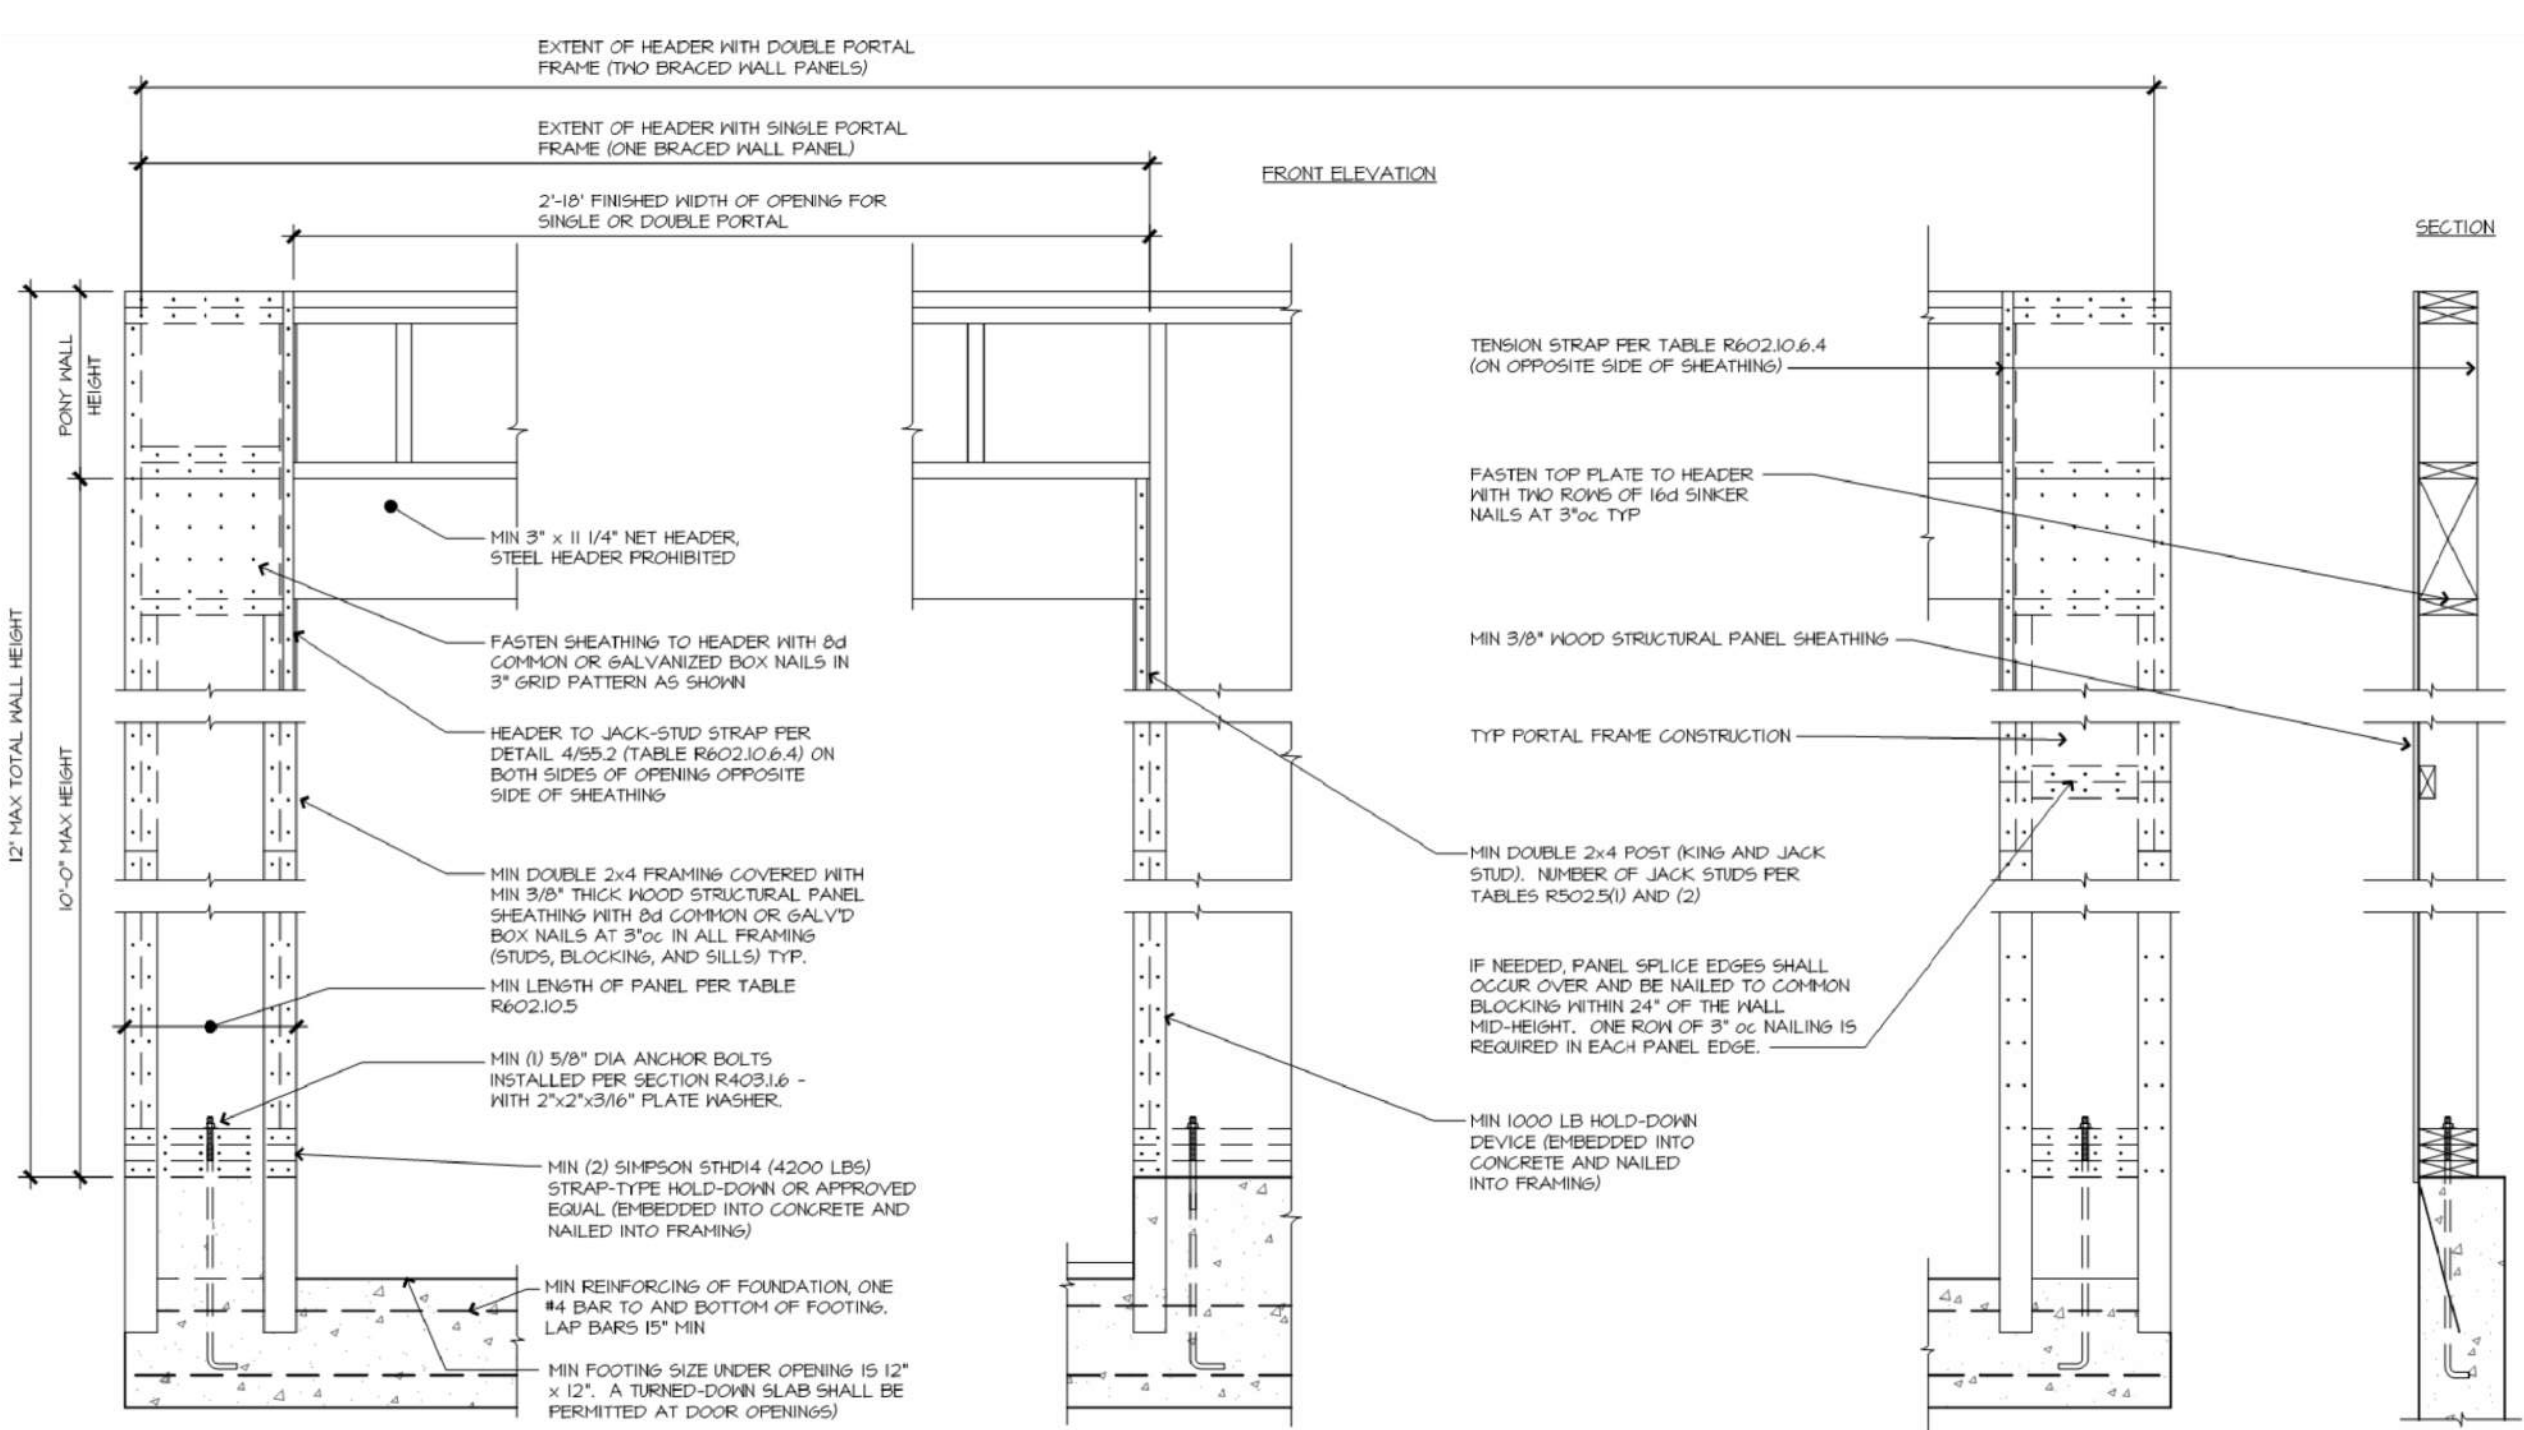 EXTENT OF HEADER WITH DOUBLE PORTAL
FRAME (TWO BRACED WALL PANELS)
EXTENT OF HEADER WITH SINGLE PORTAL
FRAME (ONE BRACED WALL PANEL)
FRONT ELEVATION
2'-18' FINISHED WIDTH OF OPENING FOR
SINGLE OR DOUBLE PORTAL
SECTION
PONY WALL
HEIGHT
12' MAX TOTAL WALL HEIGHT
10'-0" MAX HEIGHT
MIN 3" x 11 1/4" NET HEADER,
STEEL HEADER PROHIBITED
FASTEN SHEATHING TO HEADER WITH 8d
COMMON OR GALVANIZED BOX NAILS IN
3" GRID PATTERN AS SHOWN
HEADER TO JACK-STUD STRAP PER
DETAIL 4/S5.2 (TABLE R602.10.6.4) ON
BOTH SIDES OF OPENING OPPOSITE
SIDE OF SHEATHING
MIN DOUBLE 2x4 FRAMING COVERED WITH
MIN 3/8" THICK WOOD STRUCTURAL PANEL
SHEATHING WITH 8d COMMON OR GALV'D
BOX NAILS AT 3"oc IN ALL FRAMING
(STUDS, BLOCKING, AND SILLS) TYP.
MIN LENGTH OF PANEL PER TABLE
R602.10.5
MIN (1) 5/8" DIA ANCHOR BOLTS
INSTALLED PER SECTION R403.1.6 -
WITH 2"x2"x3/16" PLATE WASHER.
MIN (2) SIMPSON STHD14 (4200 LBS)
STRAP-TYPE HOLD-DOWN OR APPROVED
EQUAL (EMBEDDED INTO CONCRETE AND
NAILED INTO FRAMING)
MIN REINFORCING OF FOUNDATION, ONE
#4 BAR TO AND BOTTOM OF FOOTING.
LAP BARS 15" MIN
MIN FOOTING SIZE UNDER OPENING IS 12"
x 12". A TURNED-DOWN SLAB SHALL BE
PERMITTED AT DOOR OPENINGS)
TENSION STRAP PER TABLE R602.10.6.4
(ON OPPOSITE SIDE OF SHEATHING)
FASTEN TOP PLATE TO HEADER
WITH TWO ROWS OF 16d SINKER
NAILS AT 3"oc TYP
MIN 3/8" WOOD STRUCTURAL PANEL SHEATHING
TYP PORTAL FRAME CONSTRUCTION
MIN DOUBLE 2x4 POST (KING AND JACK
STUD). NUMBER OF JACK STUDS PER
TABLES R502.5(1) AND (2)
IF NEEDED, PANEL SPLICE EDGES SHALL
OCCUR OVER AND BE NAILED TO COMMON
BLOCKING WITHIN 24" OF THE WALL
MID-HEIGHT. ONE ROW OF 3" oc NAILING IS
REQUIRED IN EACH PANEL EDGE.
MIN 1000 LB HOLD-DOWN
DEVICE (EMBEDDED INTO
CONCRETE AND NAILED
INTO FRAMING)